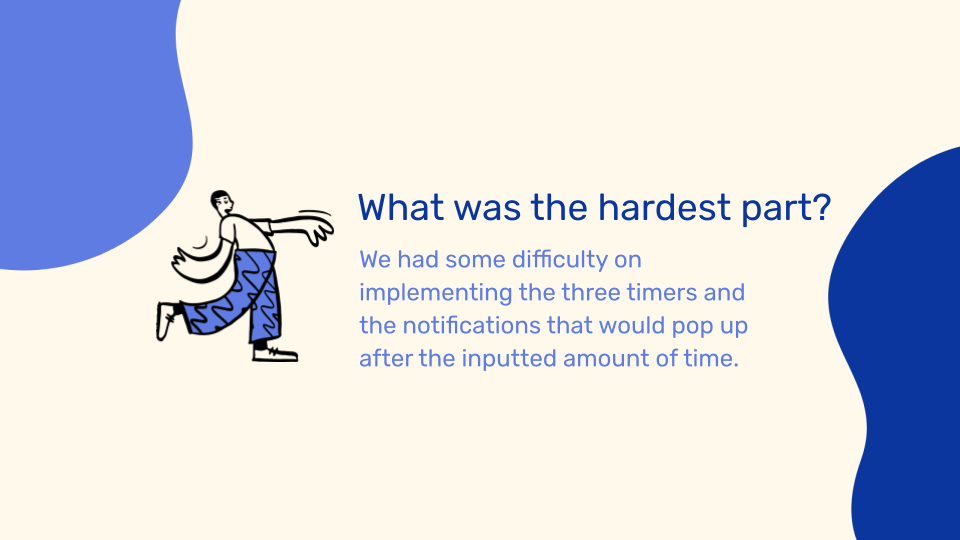 What was the hardest part?
We had some difficulty on
implementing the three timers and
the notifications that would pop up
after the inputted amount of time.